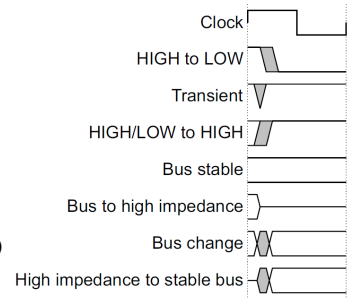 Clock
HIGH to LOW
Transient
HIGH/LOW to HIGH
Bus stable
Bus to high impedance
Bus change
High impedance to stable bus